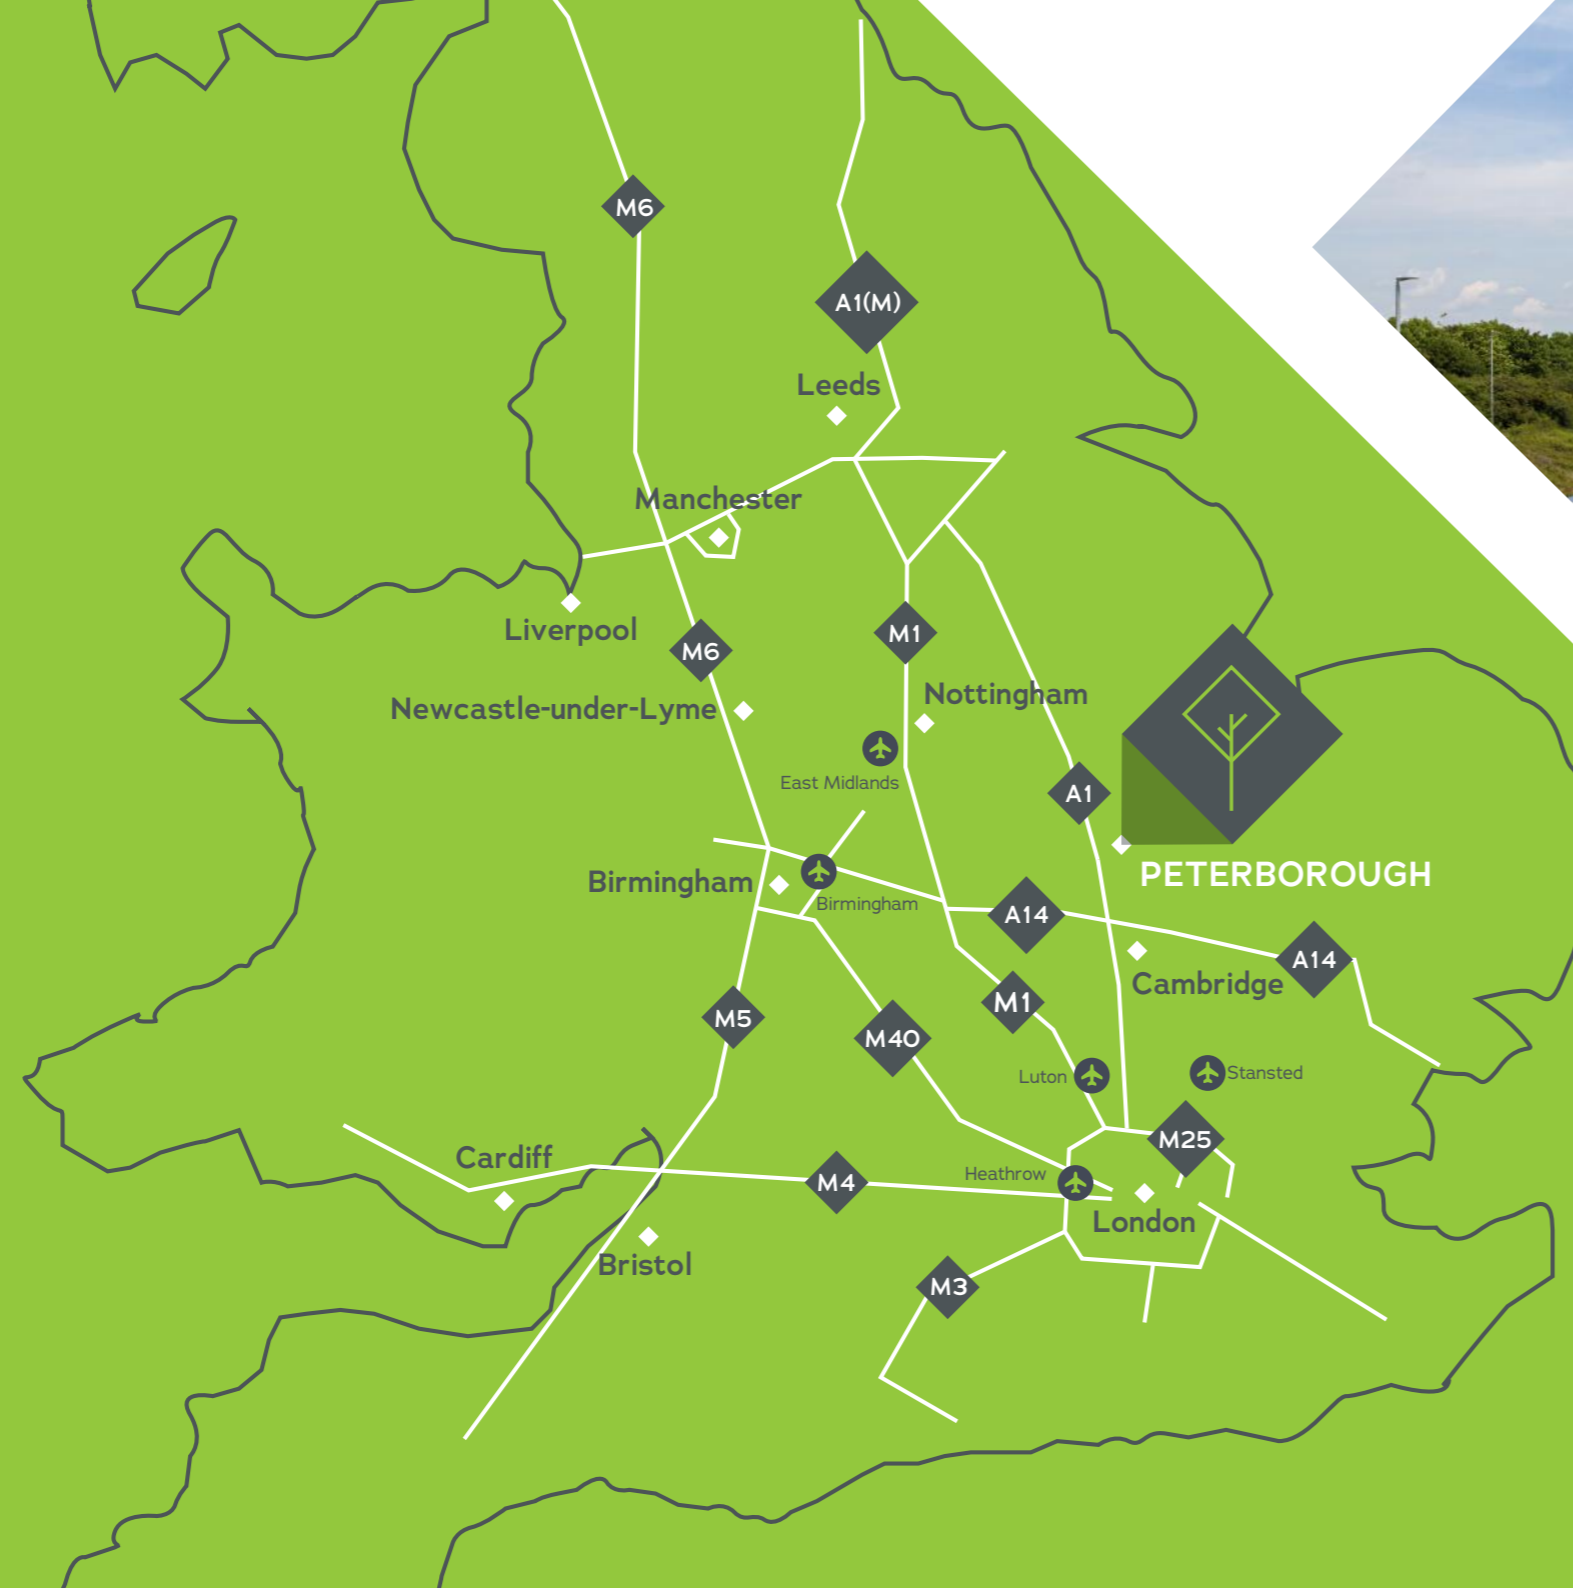 M6
A1(M)
Leeds
Manchester
Liverpool
M6
M1
Nottingham
Newcastle-under-Lyme
East Midlands
A1
PETERBOROUGH
Birmingham
Birmingham
A14
A14
Cambridge
M1
M5
M40
Luton
Stansted
M25
Cardiff
M4
Heathrow
London
Bristol
M3